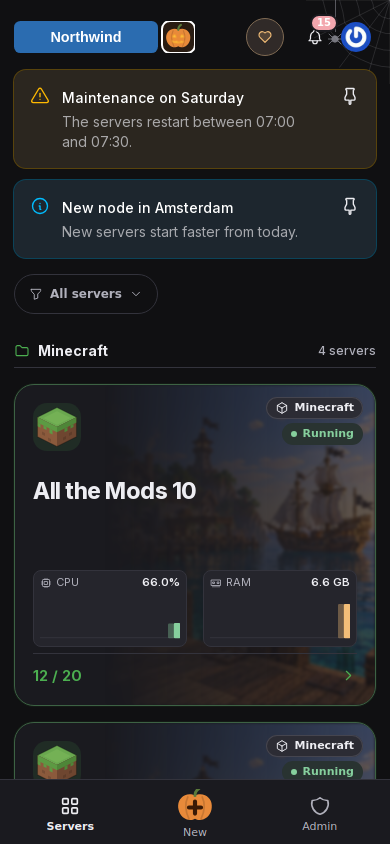 Northwind
15
Maintenance on Saturday
The servers restart between 07:00
and 07:30.
New node in Amsterdam
New servers start faster from today.
All servers
Minecraft
4 servers
Minecraft
Running
All the Mods 10
CPU
66.0%
RAM
6.6 GB
12 / 20
Minecraft
Running
Servers
New
Admin